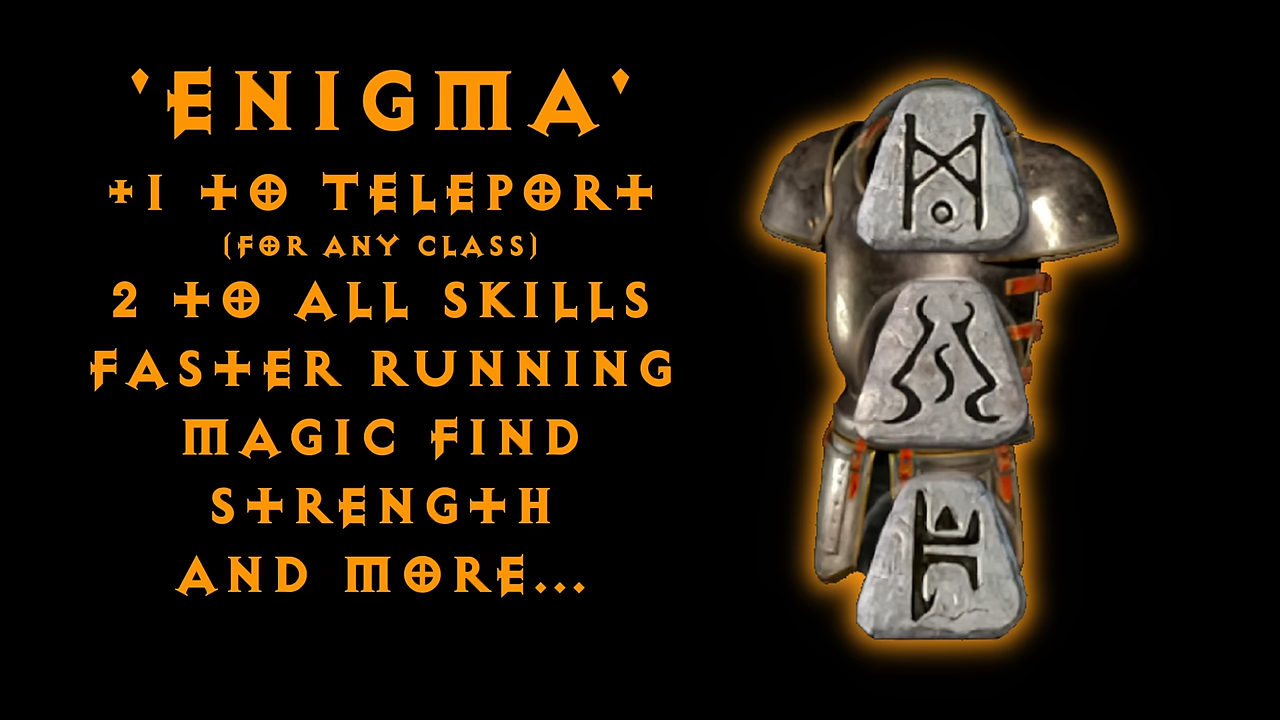 'ENIGMA'
+1 TO TELEPORT
(FOR ANY CLASS)
2 TO ALL SKILLS
FASTER RUNNING
MAGIC FIND
STRENGTH
AND MORE...